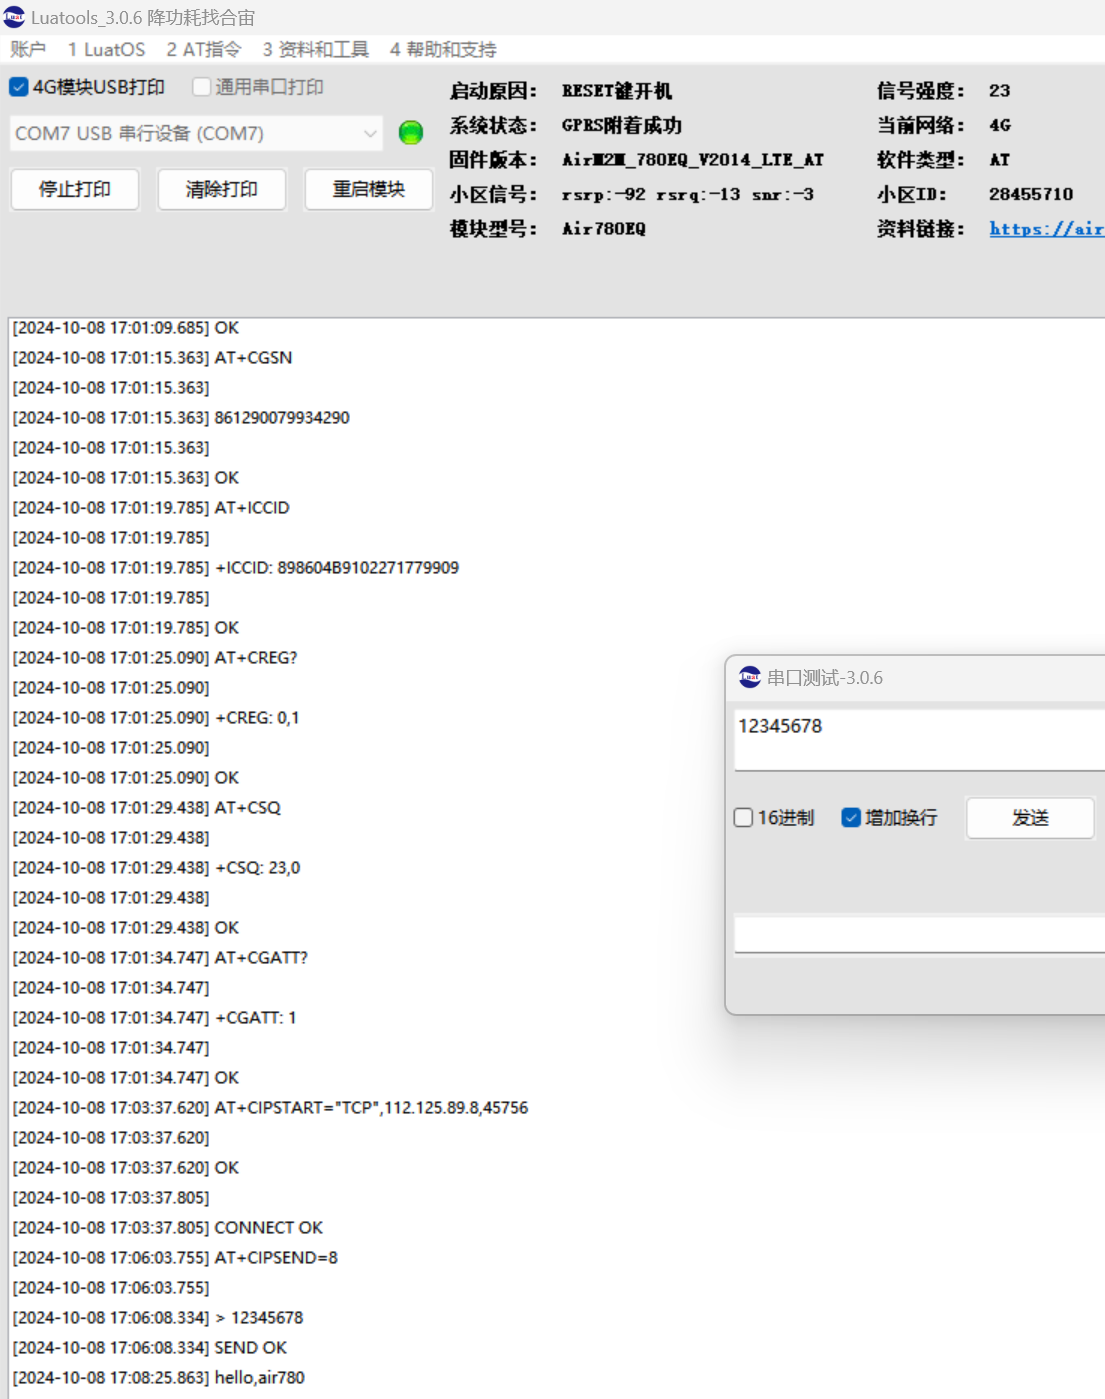 Luatools_3.0.6 降功耗找合宙
账户 1 LuatOS 2 AT指令 3 资料和工具 4 帮助和支持
4G模块USB打印 通用串口打印
COM7 USB 串行设备 (COM7)
停止打印 清除打印 重启模块
启动原因： RESET键开机 信号强度： 23
系统状态： GPRS附着成功 当前网络： 4G
固件版本： AirM2M_780EQ_V2014_LTE_AT 软件类型： AT
小区信号： rsrp:-92 rsrq:-13 snr:-3 小区ID： 28455710
模块型号： Air780EQ 资料链接： https://air
[2024-10-08 17:01:09.685] OK
[2024-10-08 17:01:15.363] AT+CGSN
[2024-10-08 17:01:15.363]
[2024-10-08 17:01:15.363] 861290079934290
[2024-10-08 17:01:15.363]
[2024-10-08 17:01:15.363] OK
[2024-10-08 17:01:19.785] AT+ICCID
[2024-10-08 17:01:19.785]
[2024-10-08 17:01:19.785] +ICCID: 898604B9102271779909
[2024-10-08 17:01:19.785]
[2024-10-08 17:01:19.785] OK
[2024-10-08 17:01:25.090] AT+CREG?
[2024-10-08 17:01:25.090]
[2024-10-08 17:01:25.090] +CREG: 0,1
[2024-10-08 17:01:25.090]
[2024-10-08 17:01:25.090] OK
[2024-10-08 17:01:29.438] AT+CSQ
[2024-10-08 17:01:29.438]
[2024-10-08 17:01:29.438] +CSQ: 23,0
[2024-10-08 17:01:29.438]
[2024-10-08 17:01:29.438] OK
[2024-10-08 17:01:34.747] AT+CGATT?
[2024-10-08 17:01:34.747]
[2024-10-08 17:01:34.747] +CGATT: 1
[2024-10-08 17:01:34.747]
[2024-10-08 17:01:34.747] OK
[2024-10-08 17:03:37.620] AT+CIPSTART="TCP",112.125.89.8,45756
[2024-10-08 17:03:37.620]
[2024-10-08 17:03:37.620] OK
[2024-10-08 17:03:37.805]
[2024-10-08 17:03:37.805] CONNECT OK
[2024-10-08 17:06:03.755] AT+CIPSEND=8
[2024-10-08 17:06:03.755]
[2024-10-08 17:06:08.334] > 12345678
[2024-10-08 17:06:08.334] SEND OK
[2024-10-08 17:08:25.863] hello,air780
Luat 串口测试-3.0.6
12345678
16进制 增加换行 发送